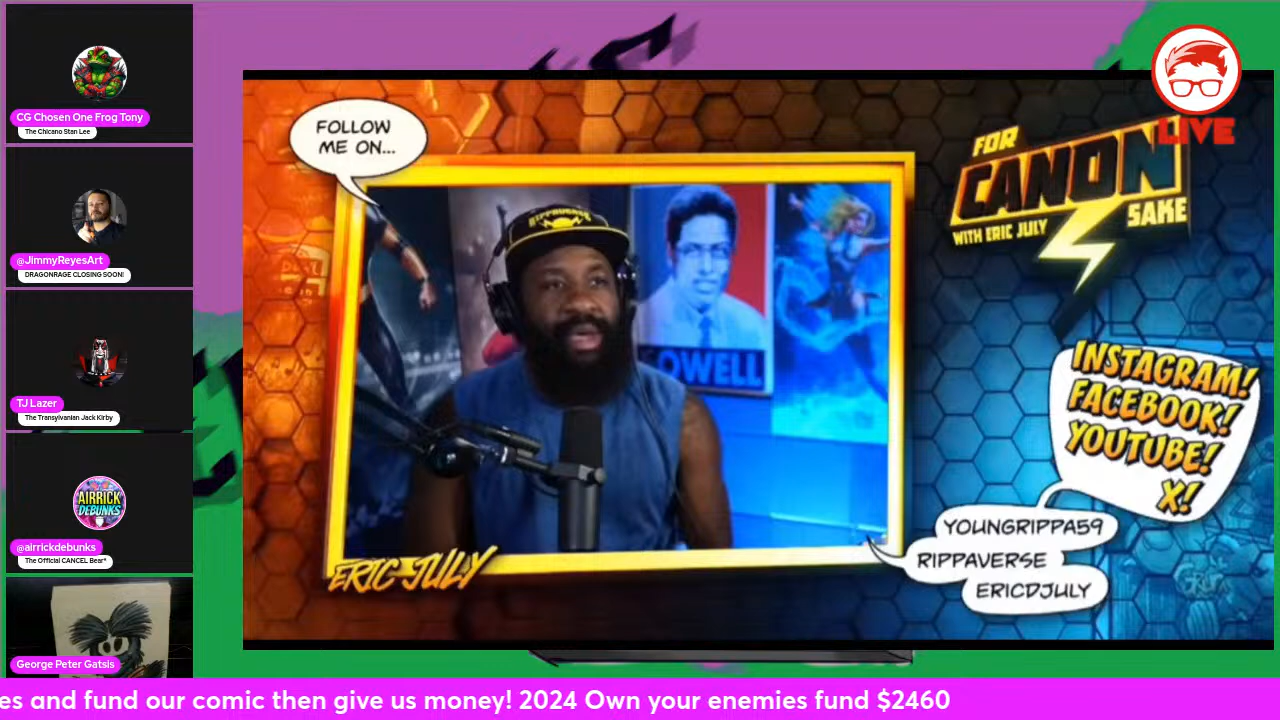 CG Chosen One Frog Tony
The Chicano Stan Lee
@JimmyReyesArt
DRAGONRAGE CLOSING SOON!
TJ Lazer
The Transylvanian Jack Kirby
AIRRICK
DEBUNKS
@airrickdebunks
The Official CANCEL Bear"
George Peter Gatsis
FOLLOW
ME ON...
RIPPAVERSE
OWELL
ERIC JULY
LIVE
FOR
CANON
SAKE
WITH ERIC JULY
INSTAGRAM!
FACEBOOK!
YOUTUBE!
X!
YOUNGRIPPA59
RIPPAVERSE
ERICDJULY
es and fund our comic then give us money! 2024 Own your enemies fund $2460